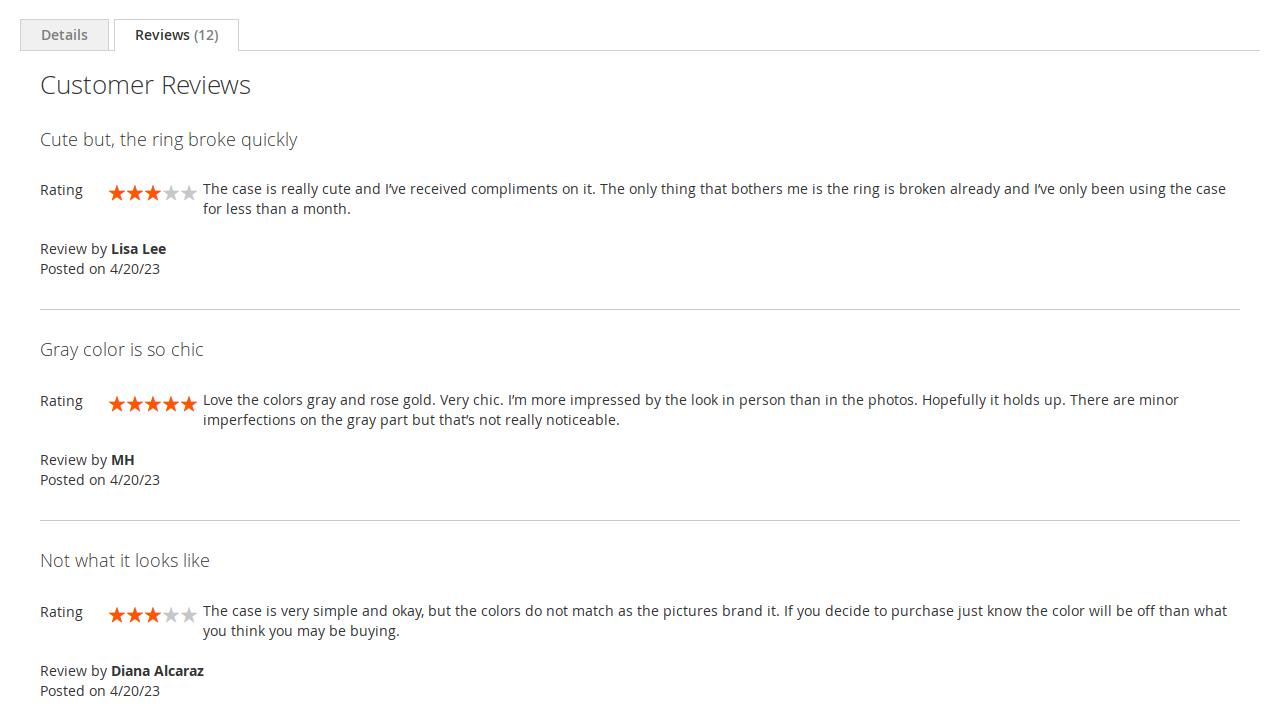 Details
Reviews (12)
Customer Reviews
Cute but, the ring broke quickly
Rating
The case is really cute and I’ve received compliments on it. The only thing that bothers me is the ring is broken already and I’ve only been using the case
for less than a month.
Review by Lisa Lee
Posted on 4/20/23
Gray color is so chic
Rating
Love the colors gray and rose gold. Very chic. I’m more impressed by the look in person than in the photos. Hopefully it holds up. There are minor
imperfections on the gray part but that’s not really noticeable.
Review by MH
Posted on 4/20/23
Not what it looks like
Rating
The case is very simple and okay, but the colors do not match as the pictures brand it. If you decide to purchase just know the color will be off than what
you think you may be buying.
Review by Diana Alcaraz
Posted on 4/20/23